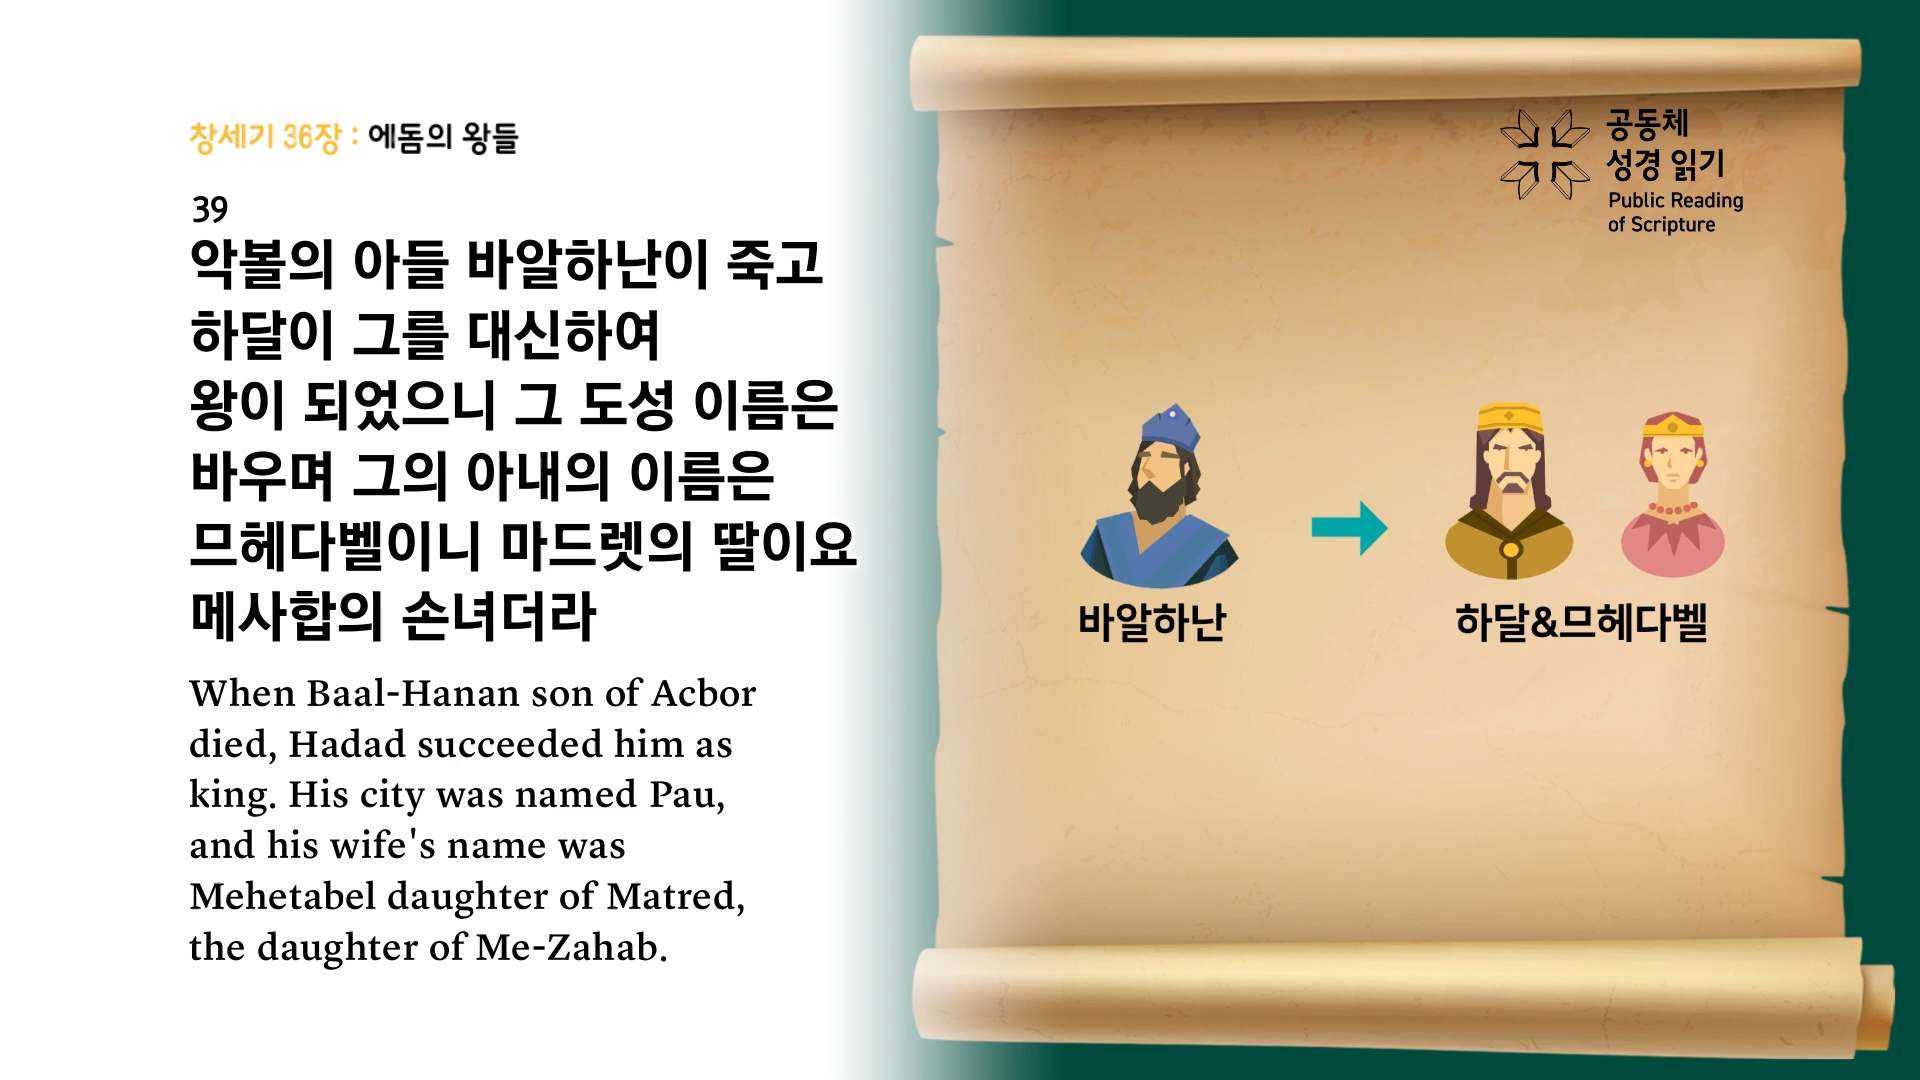 창세기 36장 : 에돔의 왕들
39
악볼의 아들 바알하난이 죽고
하달이 그를 대신하여
왕이 되었으니 그 도성 이름은
바우며 그의 아내의 이름은
므헤다벨이니 마드렛의 딸이요
메사합의 손녀더라
When Baal-Hanan son of Acbor
died, Hadad succeeded him as
king. His city was named Pau,
and his wife's name was
Mehetabel daughter of Matred,
the daughter of Me-Zahab.
공동체
성경 읽기
Public Reading
of Scripture
바알하난
하달&므헤다벨